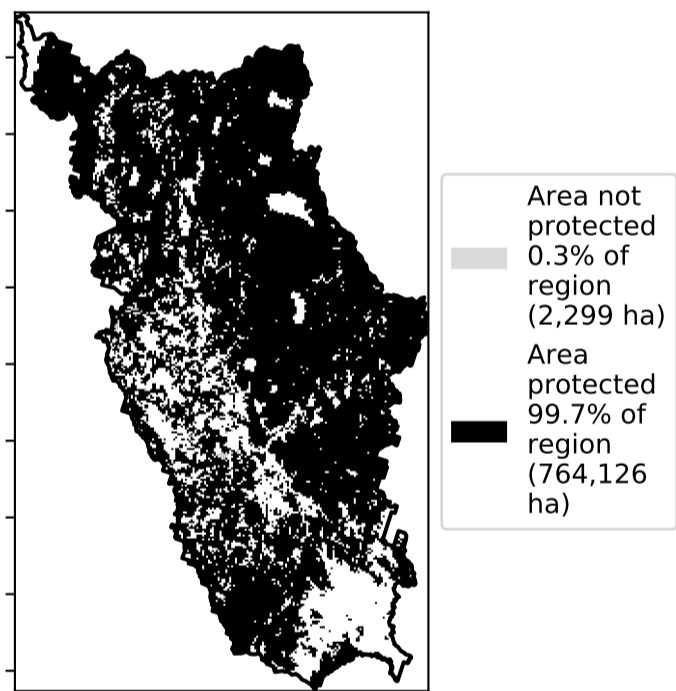 Area not
protected
0.3% of
region
(2,299 ha)
Area
protected
99.7% of
region
(764,126
ha)